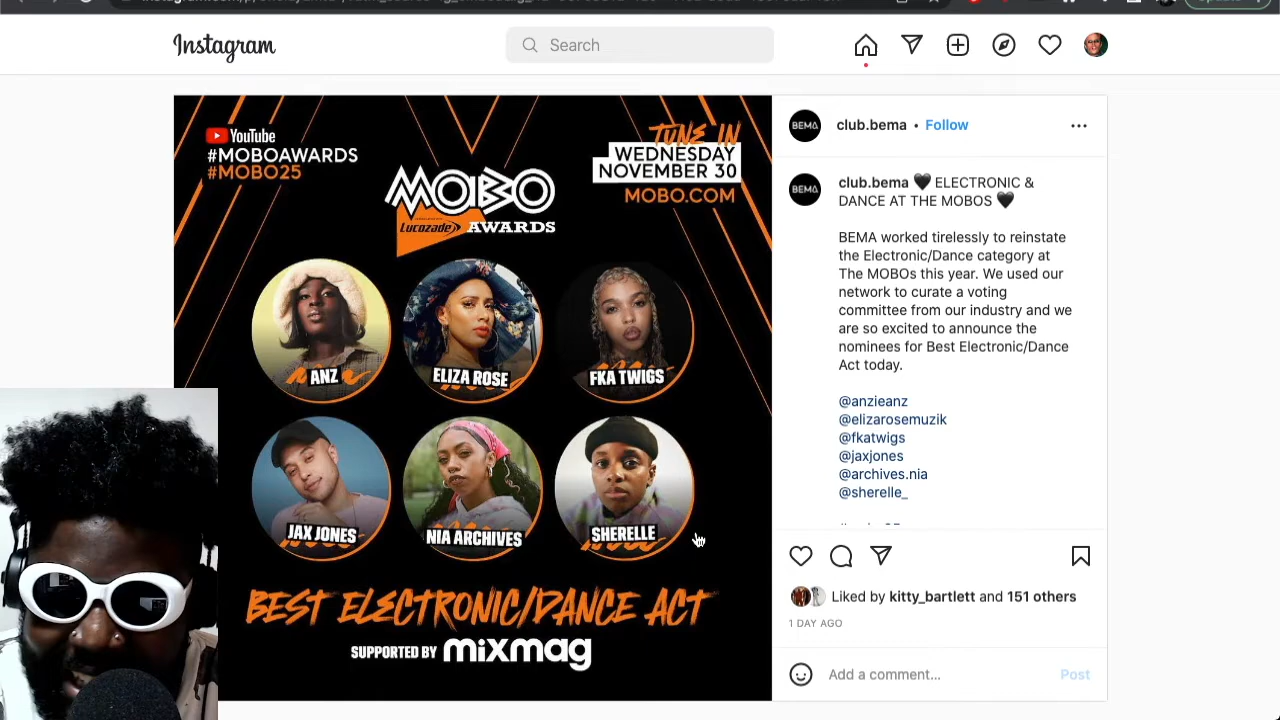 Instagram
Search
YouTube
#MOBOAWARDS
#MOBO25
TUNE IN
WEDNESDAY
NOVEMBER 30
MOBO.COM
MOBO
Lucozade AWARDS
ANZ
ELIZA ROSE
FKA TWIGS
JAX JONES
NIA ARCHIVES
SHERELLE
BEST ELECTRONIC/DANCE ACT
SUPPORTED BY mixmag
BEMA
club.bema • Follow
BEMA
club.bema 🖤 ELECTRONIC &
DANCE AT THE MOBOS 🖤
BEMA worked tirelessly to reinstate
the Electronic/Dance category at
The MOBOs this year. We used our
network to curate a voting
committee from our industry and we
are so excited to announce the
nominees for Best Electronic/Dance
Act today.
@anzieanz
@elizarosemuzik
@fkatwigs
@jaxjones
@archives.nia
@sherelle_
Liked by kitty_bartlett and 151 others
1 DAY AGO
Add a comment...
Post